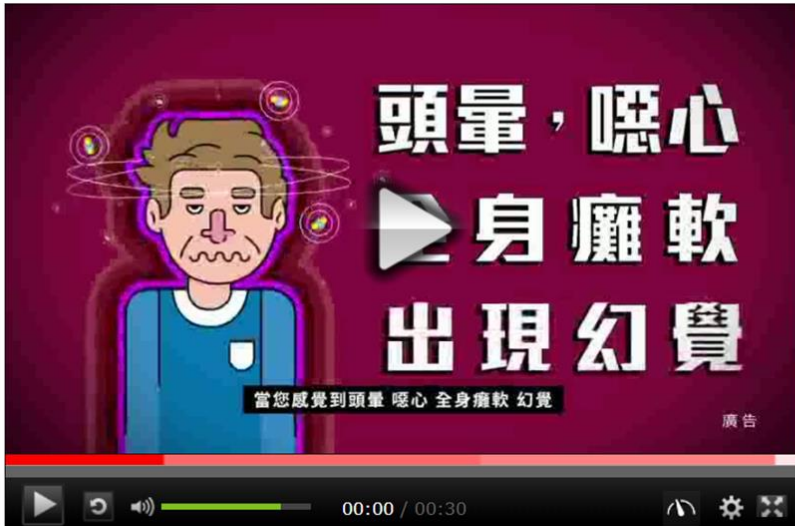 頭暈，噁心
全身癱軟
出現幻覺
當您感覺到頭暈 噁心 全身癱軟 幻覺
廣告
00:00 / 00:30